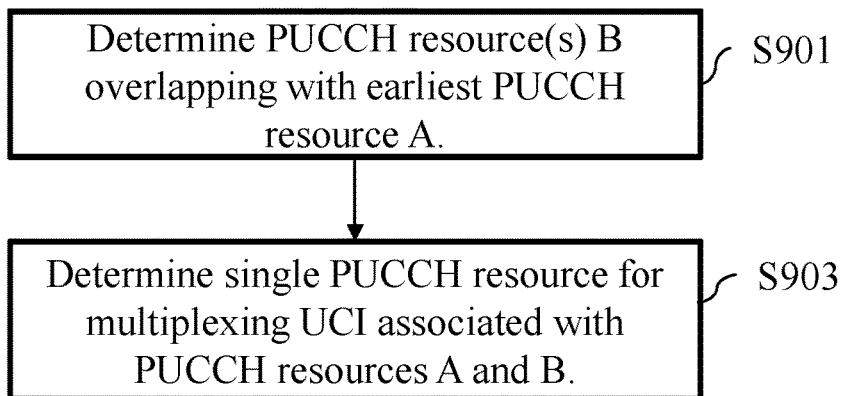 Determine PUCCH resource(s) B
overlapping with earliest PUCCH
resource A.
S901
Determine single PUCCH resource for
multiplexing UCI associated with
PUCCH resources A and B.
S903